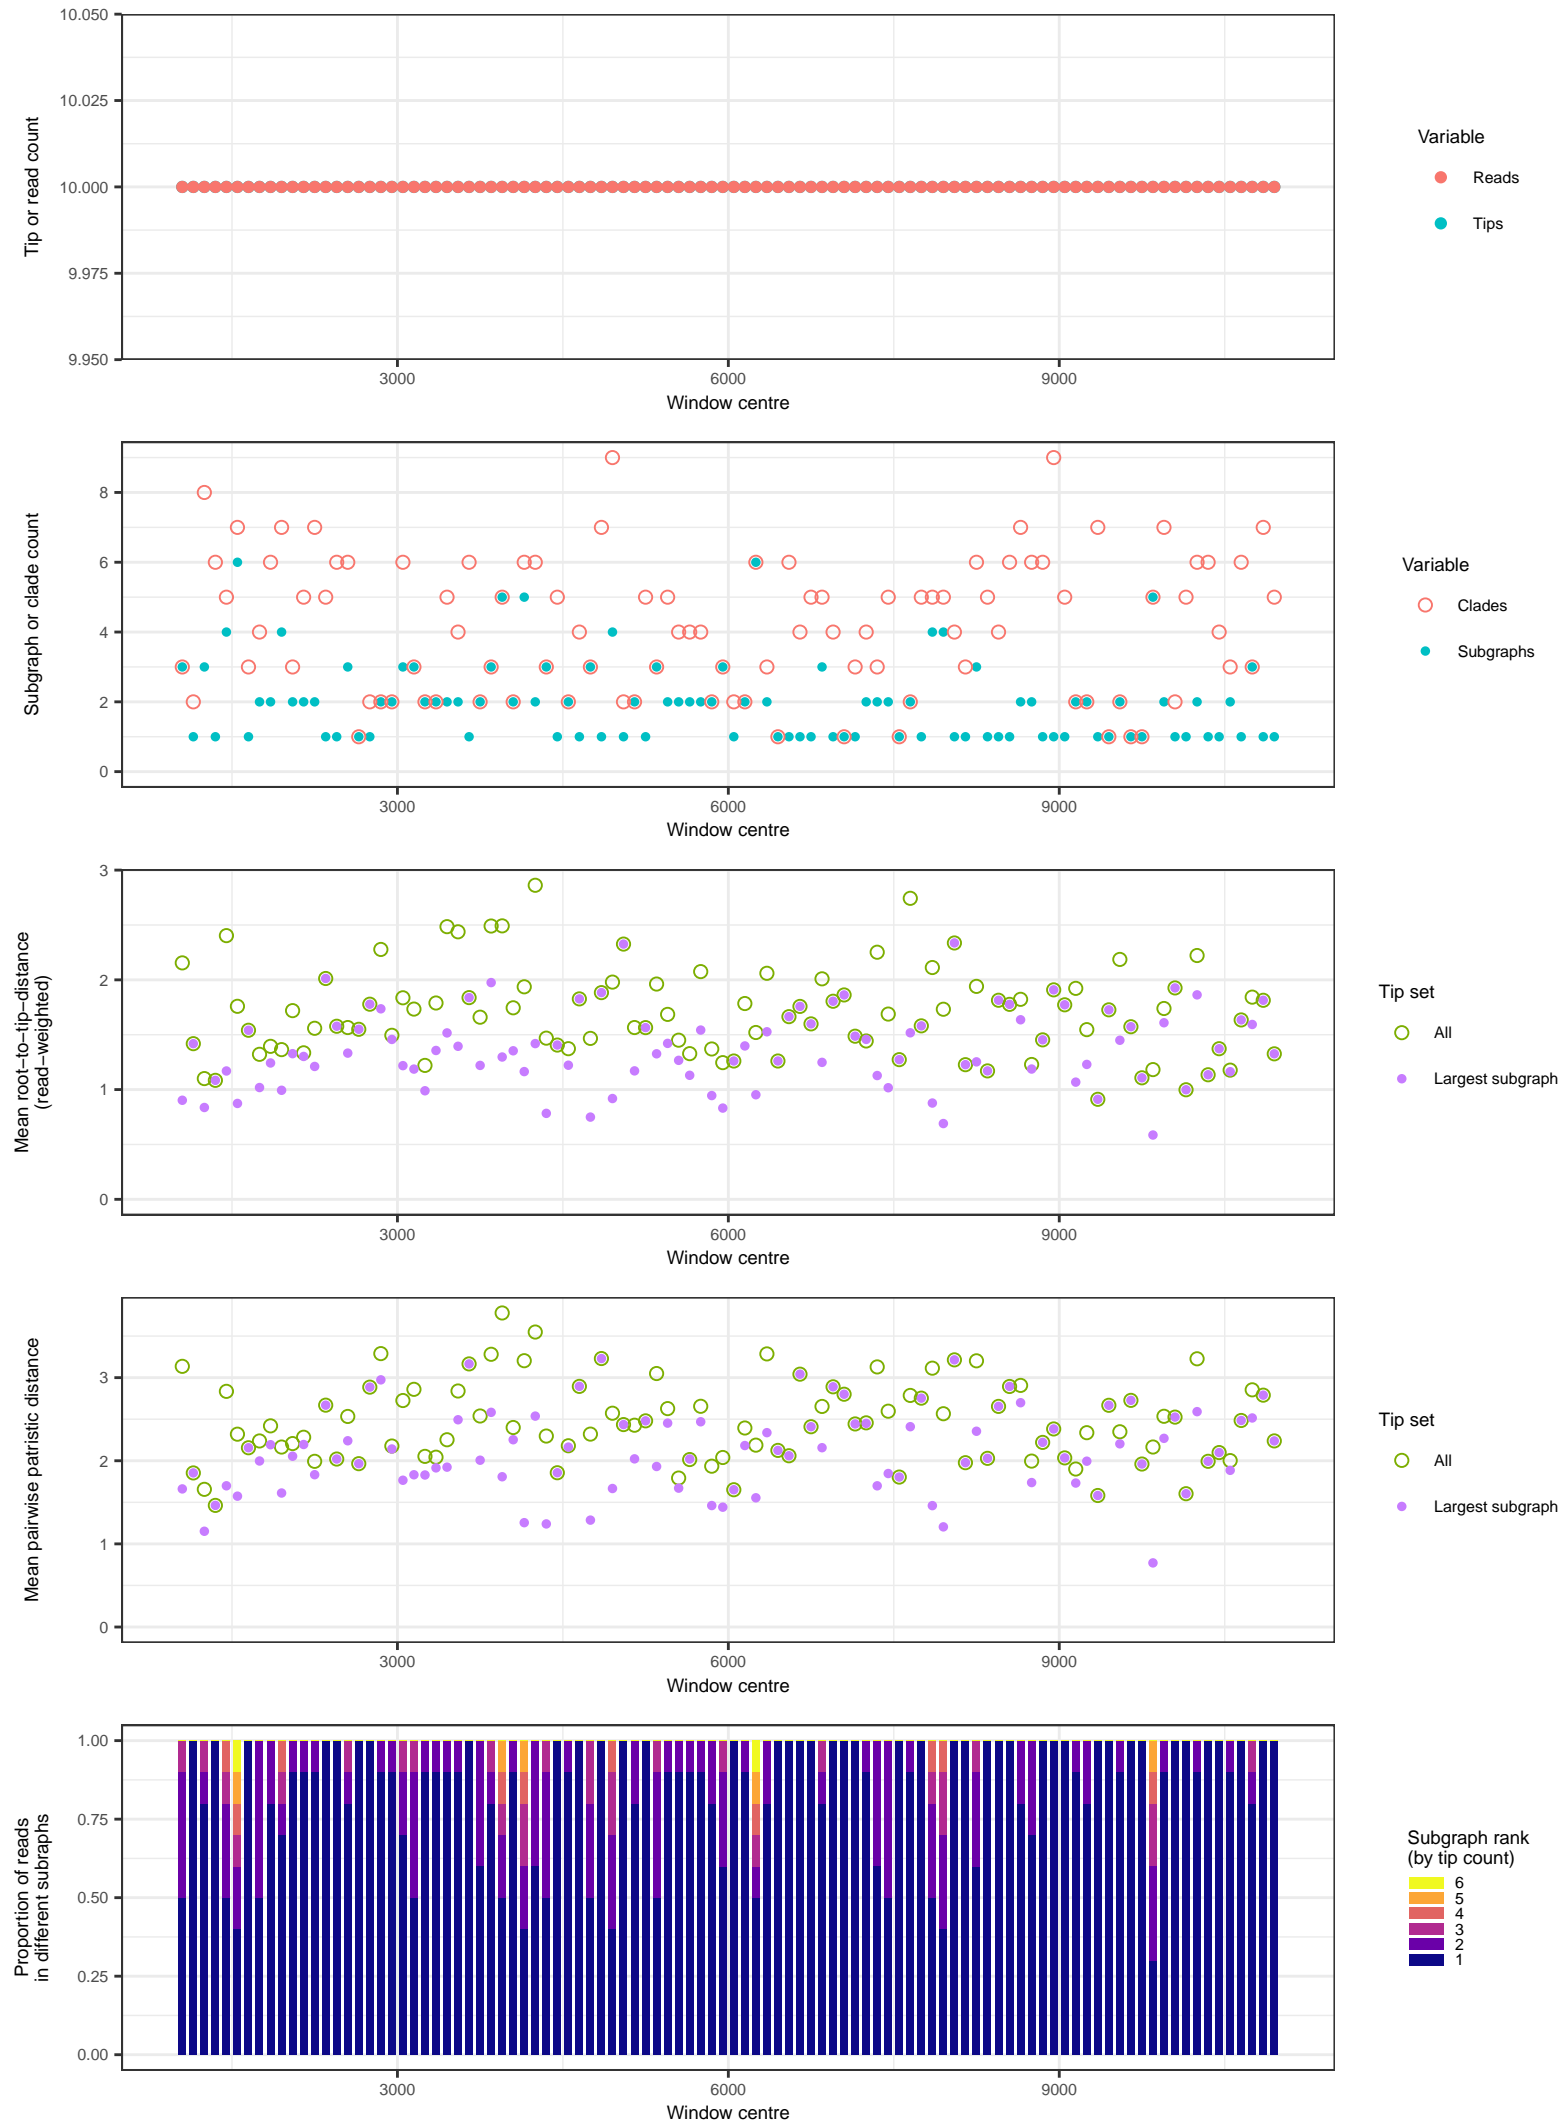 10.050
10.025
10.000
9.975
9.950
Tip or read count
3000 6000 9000
Window centre
Variable
Reads
Tips
8
6
4
2
0
Subgraph or clade count
3000 6000 9000
Window centre
Variable
Clades
Subgraphs
3
2
1
0
Mean root−to−tip−distance
(read−weighted)
3000 6000 9000
Window centre
Tip set
All
Largest subgraph
3
2
1
0
Mean pairwise patristic distance
3000 6000 9000
Window centre
Tip set
All
Largest subgraph
1.00
0.75
0.50
0.25
0.00
Proportion of reads
in different subraphs
3000 6000 9000
Window centre
Subgraph rank
(by tip count)
6
5
4
3
2
1